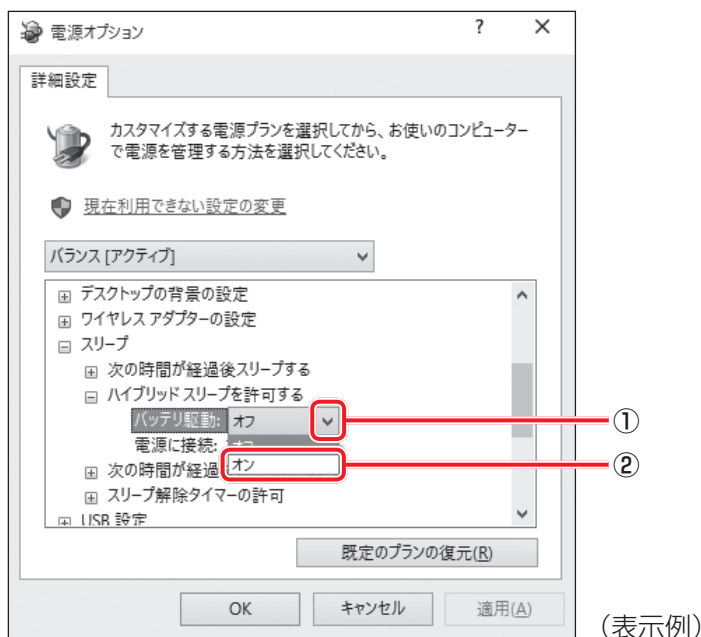 電源オプション ? ×
詳細設定
カスタマイズする電源プランを選択してから、お使いのコンピューター
で電源を管理する方法を選択してください。
現在利用できない設定の変更
バランス [アクティブ]
デスクトップの背景の設定
ワイヤレス アダプターの設定
スリープ
次の時間が経過後スリープする
ハイブリッド スリープを許可する
バッテリ駆動: オフ ①
電源に接続:
オン ②
次の時間が経過
スリープ解除タイマーの許可
USB 設定
既定のプランの復元(R)
OK キャンセル 適用(A)
(表示例)